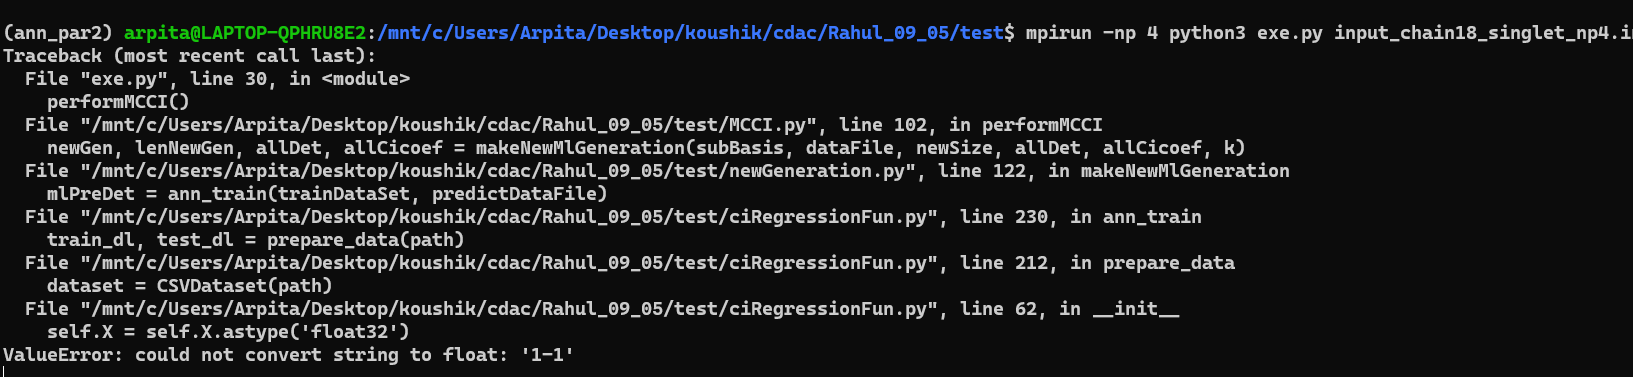 (ann_par2) arpita@LAPTOP-QPHRU8E2:/mnt/c/Users/Arpita/Desktop/koushik/cdac/Rahul_09_05/test$ mpirun -np 4 python3 exe.py input_chain18_singlet_np4.in
Traceback (most recent call last):
  File "exe.py", line 30, in <module>
    performMCCI()
  File "/mnt/c/Users/Arpita/Desktop/koushik/cdac/Rahul_09_05/test/MCCI.py", line 102, in performMCCI
    newGen, lenNewGen, allDet, allCicoef = makeNewMlGeneration(subBasis, dataFile, newSize, allDet, allCicoef, k)
  File "/mnt/c/Users/Arpita/Desktop/koushik/cdac/Rahul_09_05/test/newGeneration.py", line 122, in makeNewMlGeneration
    mlPreDet = ann_train(trainDataSet, predictDataFile)
  File "/mnt/c/Users/Arpita/Desktop/koushik/cdac/Rahul_09_05/test/ciRegressionFun.py", line 230, in ann_train
    train_dl, test_dl = prepare_data(path)
  File "/mnt/c/Users/Arpita/Desktop/koushik/cdac/Rahul_09_05/test/ciRegressionFun.py", line 212, in prepare_data
    dataset = CSVDataset(path)
  File "/mnt/c/Users/Arpita/Desktop/koushik/cdac/Rahul_09_05/test/ciRegressionFun.py", line 62, in __init__
    self.X = self.X.astype('float32')
ValueError: could not convert string to float: '1-1'